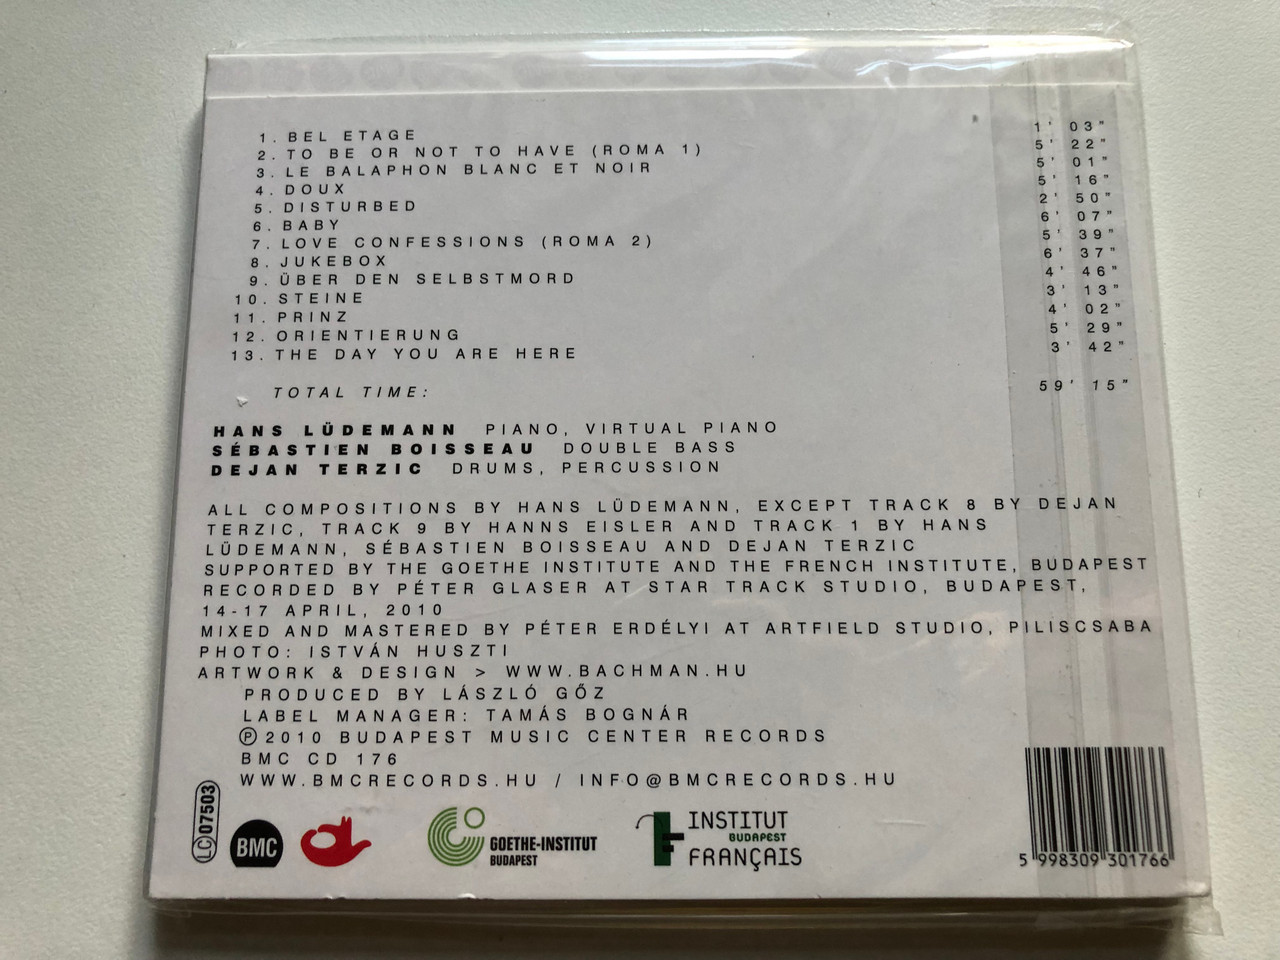 1. BEL ETAGE 1' 03"
2. TO BE OR NOT TO HAVE (ROMA 1) 5' 22"
3. LE BALAPHON BLANC ET NOIR 5' 01"
4. DOUX 5' 16"
5. DISTURBED 2' 50"
6. BABY 6' 07"
7. LOVE CONFESSIONS (ROMA 2) 5' 39"
8. JUKEBOX 6' 37"
9. ÜBER DEN SELBSTMORD 4' 46"
10. STEINE 3' 13"
11. PRINZ 4' 02"
12. ORIENTIERUNG 5' 29"
13. THE DAY YOU ARE HERE 3' 42"
TOTAL TIME: 59' 15"
HANS LÜDEMANN PIANO, VIRTUAL PIANO
SÉBASTIEN BOISSEAU DOUBLE BASS
DEJAN TERZIC DRUMS, PERCUSSION
ALL COMPOSITIONS BY HANS LÜDEMANN, EXCEPT TRACK 8 BY DEJAN
TERZIC, TRACK 9 BY HANNS EISLER AND TRACK 1 BY HANS
LÜDEMANN, SÉBASTIEN BOISSEAU AND DEJAN TERZIC
SUPPORTED BY THE GOETHE INSTITUTE AND THE FRENCH INSTITUTE, BUDAPEST
RECORDED BY PÉTER GLASER AT STAR TRACK STUDIO, BUDAPEST,
14-17 APRIL, 2010
MIXED AND MASTERED BY PÉTER ERDÉLYI AT ARTFIELD STUDIO, PILISCSABA
PHOTO: ISTVÁN HUSZTI
ARTWORK & DESIGN > WWW.BACHMAN.HU
PRODUCED BY LÁSZLÓ GŐZ
LABEL MANAGER: TAMÁS BOGNÁR
℗ 2010 BUDAPEST MUSIC CENTER RECORDS
BMC CD 176
WWW.BMCRECORDS.HU / INFO@BMCRECORDS.HU
LC 07503
BMC
GOETHE-INSTITUT
BUDAPEST
INSTITUT
BUDAPEST
FRANÇAIS
5 998309 301766